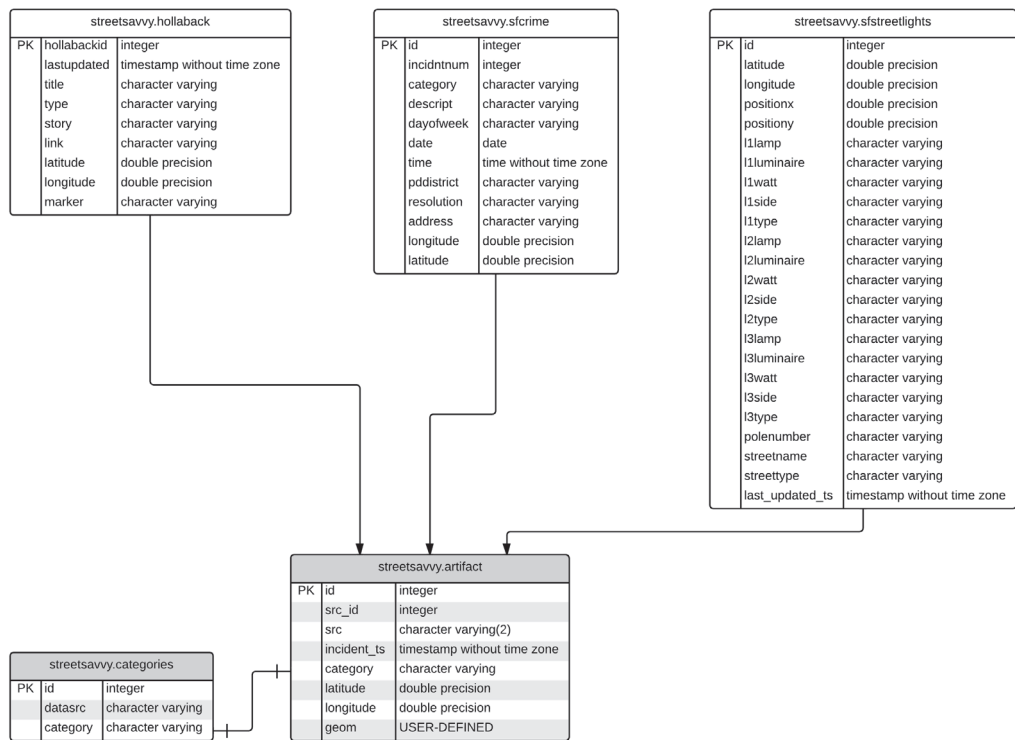 streetsavvy.hollaback
PK hollabackid integer
lastupdated timestamp without time zone
title character varying
type character varying
story character varying
link character varying
latitude double precision
longitude double precision
marker character varying
streetsavvy.sfcrime
PK id integer
incidntnum integer
category character varying
descript character varying
dayofweek character varying
date date
time time without time zone
pddistrict character varying
resolution character varying
address character varying
longitude double precision
latitude double precision
streetsavvy.sfstreetlights
PK id integer
latitude double precision
longitude double precision
positionx double precision
positiony double precision
l1lamp character varying
l1luminaire character varying
l1watt character varying
l1side character varying
l1type character varying
l2lamp character varying
l2luminaire character varying
l2watt character varying
l2side character varying
l2type character varying
l3lamp character varying
l3luminaire character varying
l3watt character varying
l3side character varying
l3type character varying
polenumber character varying
streetname character varying
streettype character varying
last_updated_ts timestamp without time zone
streetsavvy.artifact
PK id integer
src_id integer
src character varying(2)
incident_ts timestamp without time zone
category character varying
latitude double precision
longitude double precision
geom USER-DEFINED
streetsavvy.categories
PK id integer
datasrc character varying
category character varying